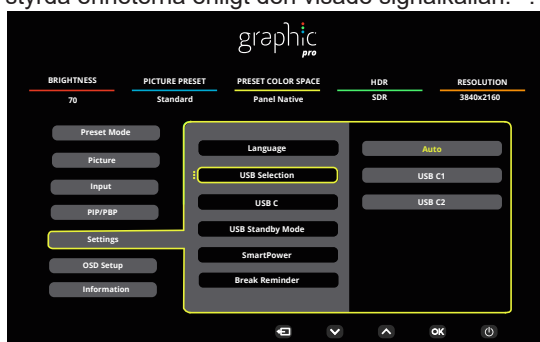 styrda enheterna enligt den visade signalkällan.
graphic
pro
BRIGHTNESS PICTURE PRESET PRESET COLOR SPACE HDR RESOLUTION
70 Standard Panel Native SDR 3840x2160
Preset Mode
Picture
Input
PIP/PBP
Settings
OSD Setup
Information
Language
USB Selection
USB C
USB Standby Mode
SmartPower
Break Reminder
Auto
USB C1
USB C2
OK